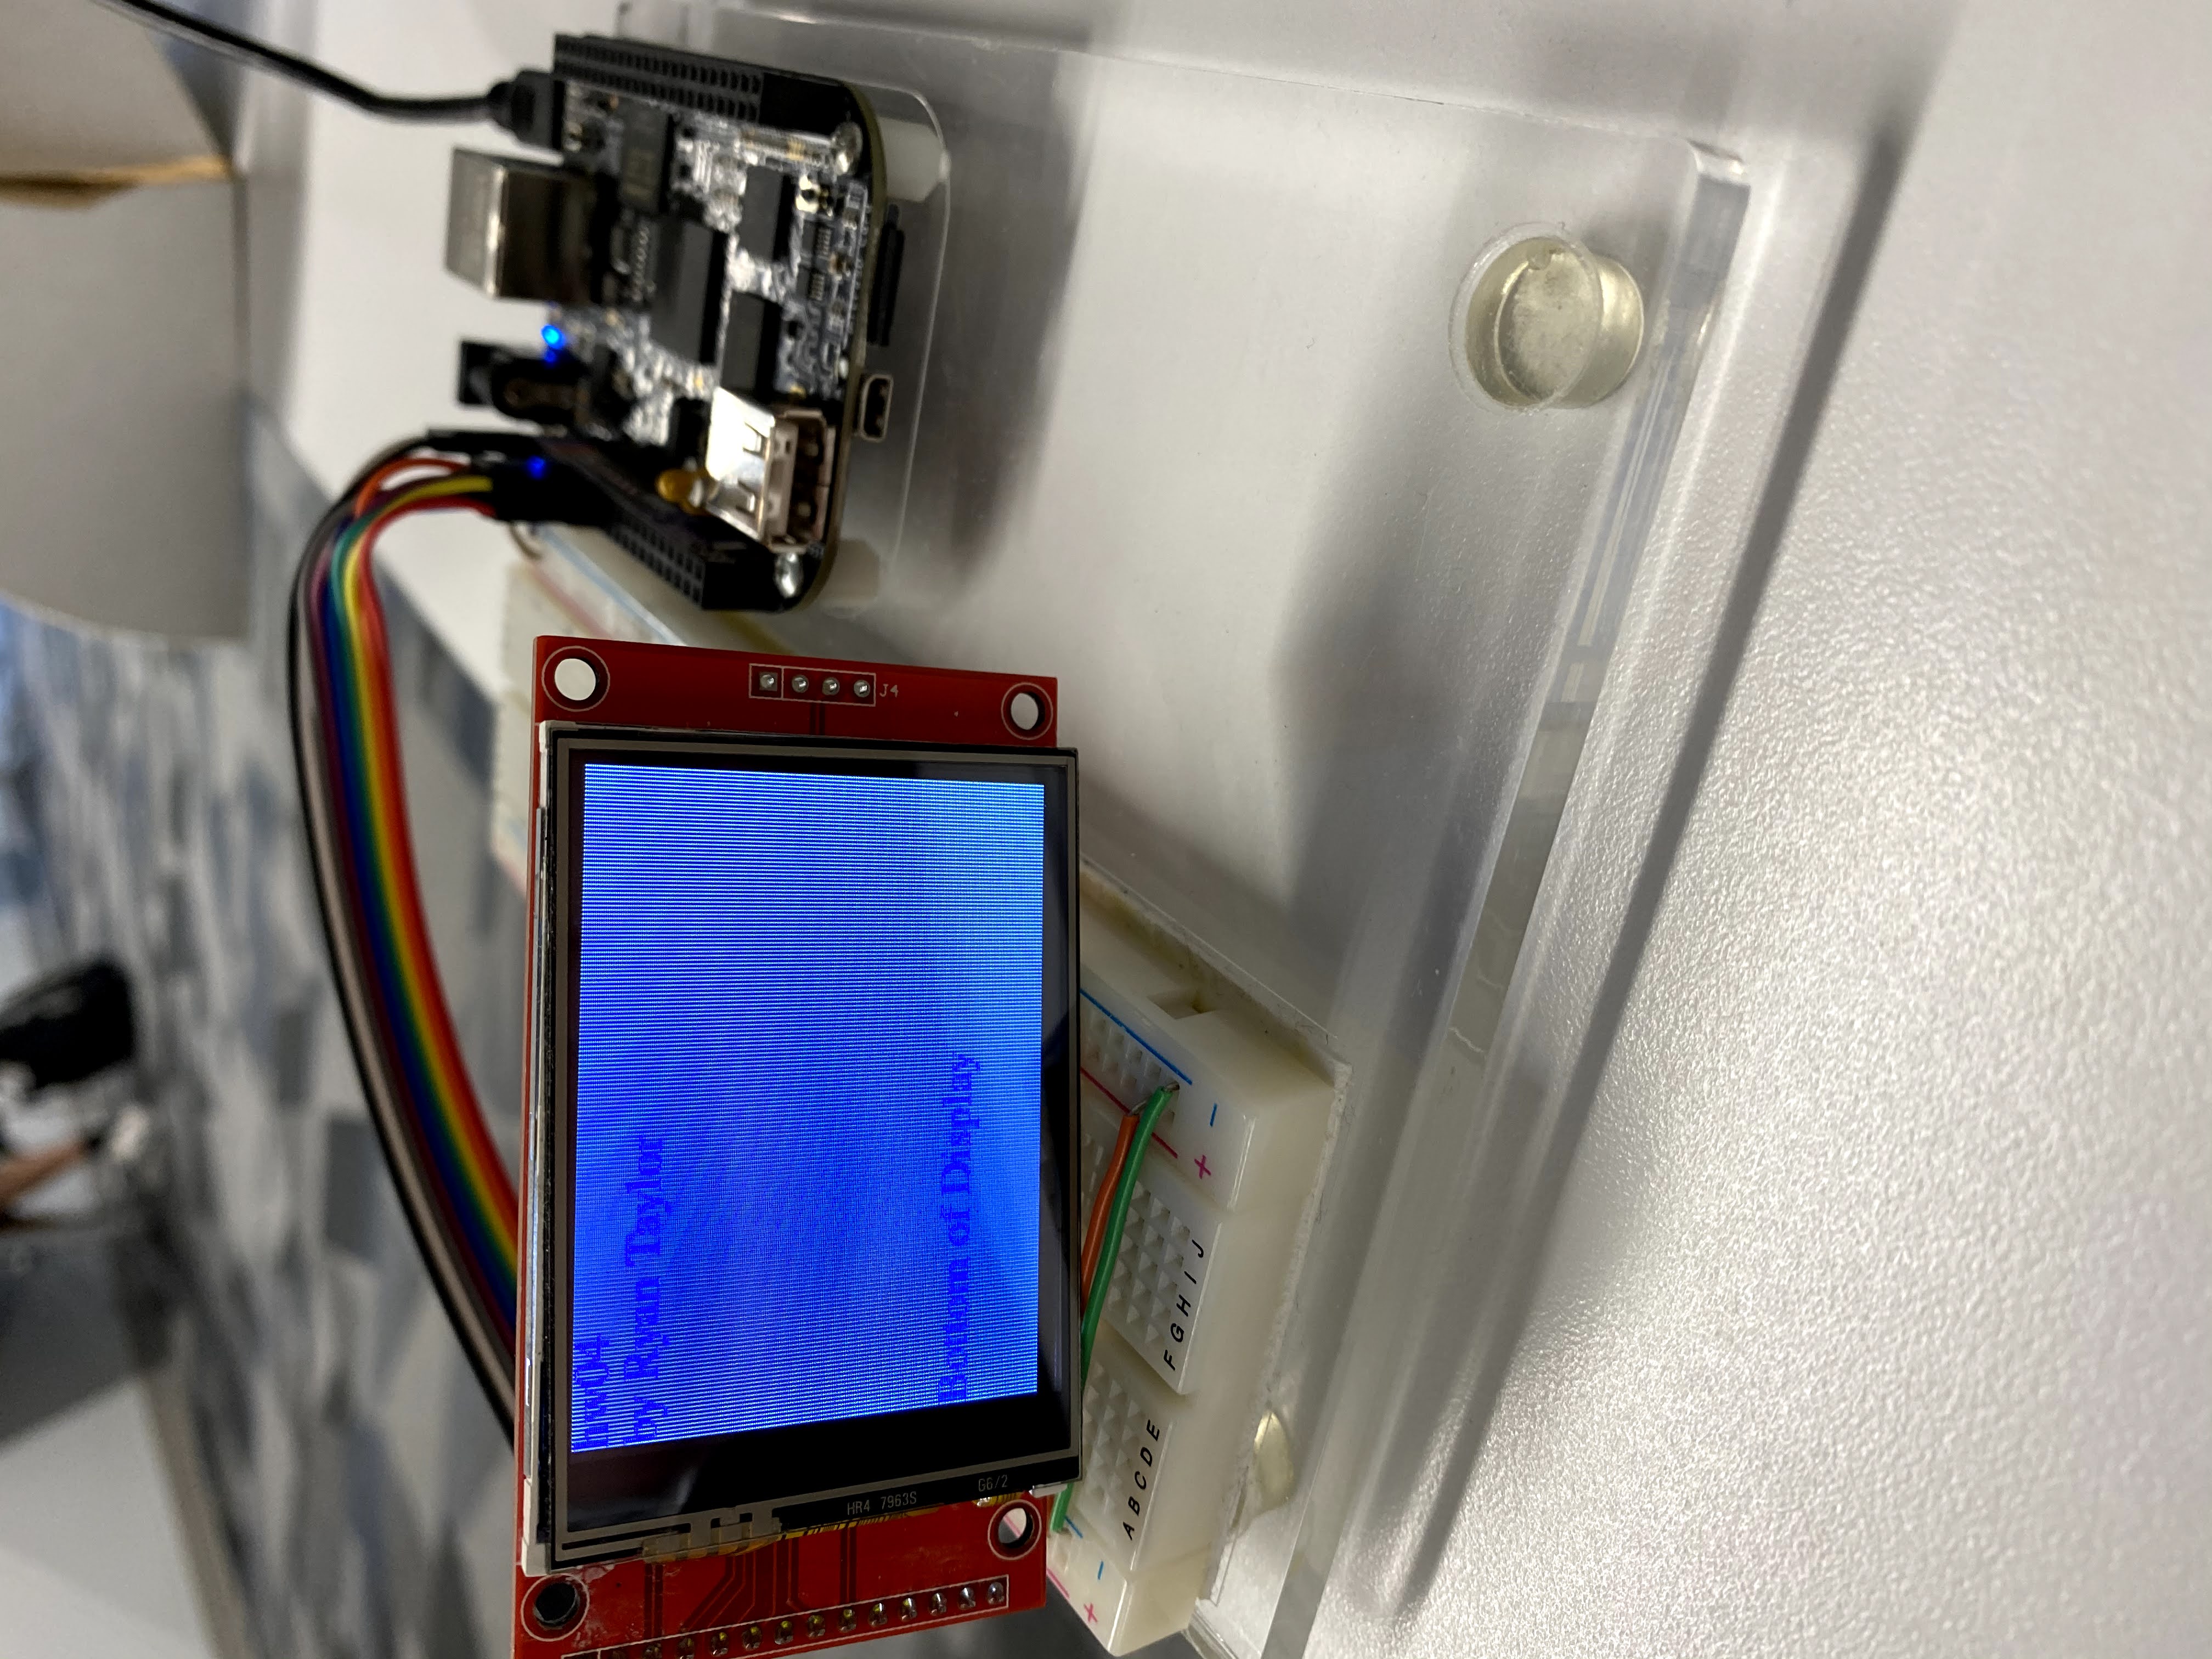 hw04
by Ryan Taylor
Bottom of Display
HR4 7963S
G6/2
J4
+ −
A B C D E
F G H I J
+ −